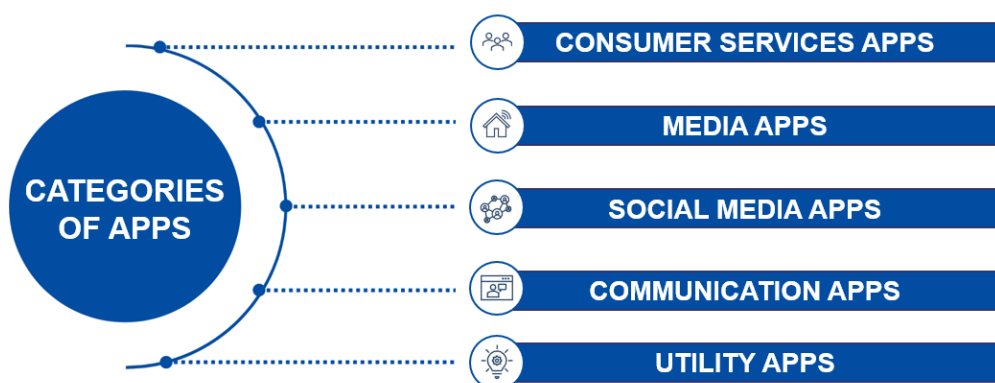 CATEGORIES
OF APPS
CONSUMER SERVICES APPS
MEDIA APPS
SOCIAL MEDIA APPS
COMMUNICATION APPS
UTILITY APPS